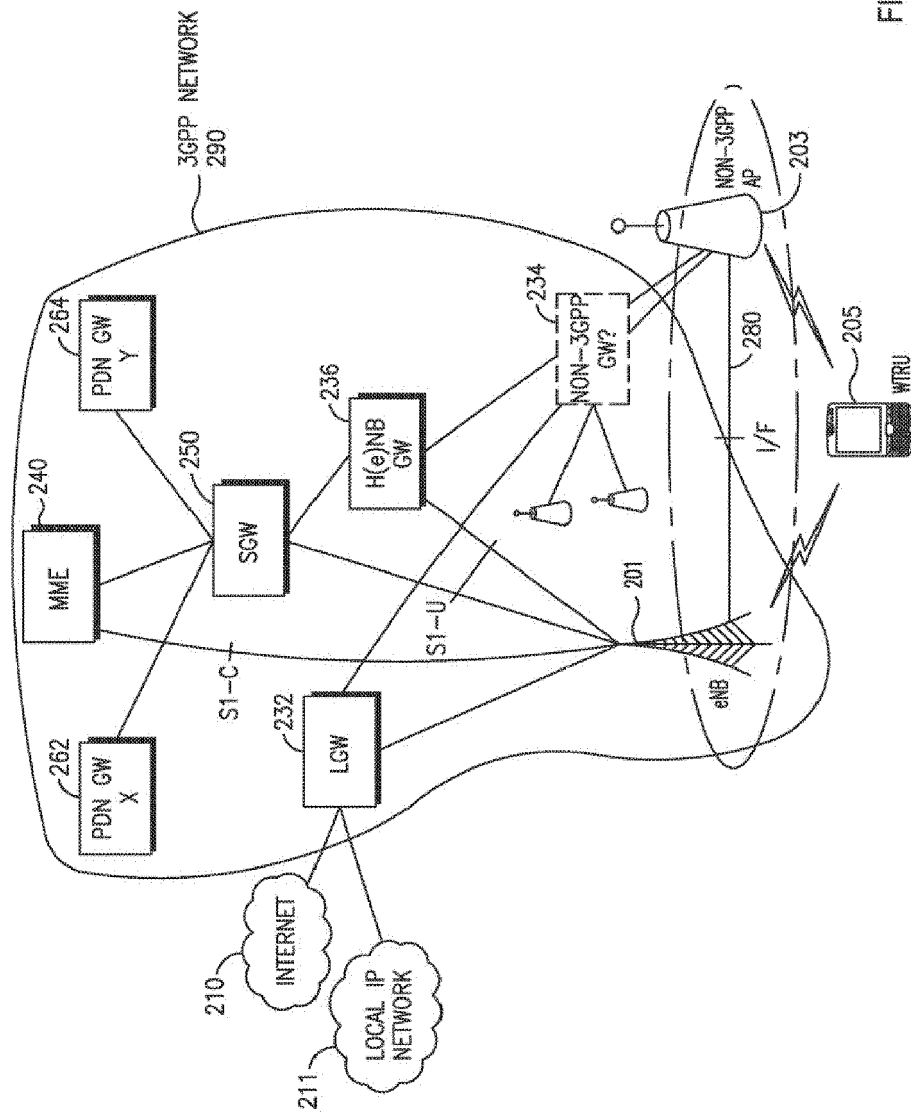 3GPP NETWORK
290
240
MME
264
PDN GW
Y
262
PDN GW
X
250
SGW
S1-C
236
H(e)NB
GW
232
LGW
S1-U
234
NON-3GPP
GW?
210
INTERNET
211
LOCAL IP
NETWORK
201
eNB
280
I/F
NON-3GPP
AP
203
205
WTRU